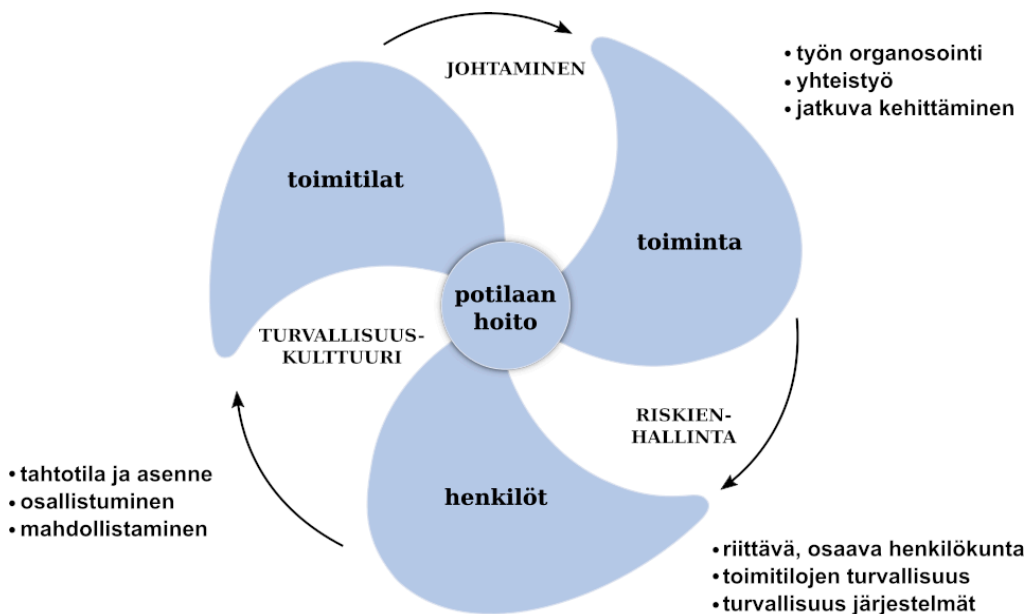 JOHTAMINEN
• työn organosointi
• yhteistyö
• jatkuva kehittäminen
toimitilat
toiminta
potilaan
hoito
TURVALLISUUS-
KULTTUURI
RISKIEN-
HALLINTA
• tahtotila ja asenne
• osallistuminen
• mahdollistaminen
henkilöt
• riittävä, osaava henkilökunta
• toimitilojen turvallisuus
• turvallisuus järjestelmät